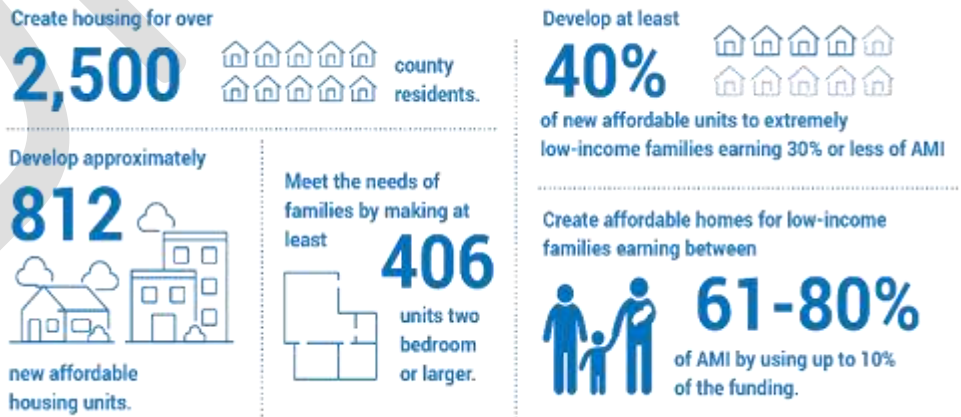 Create housing for over
2,500
county
residents.
Develop approximately
812
new affordable
housing units.
Meet the needs of
families by making at
least
406
units two
bedroom
or larger.
Develop at least
40%
of new affordable units to extremely
low-income families earning 30% or less of AMI
Create affordable homes for low-income
families earning between
61-80%
of AMI by using up to 10%
of the funding.